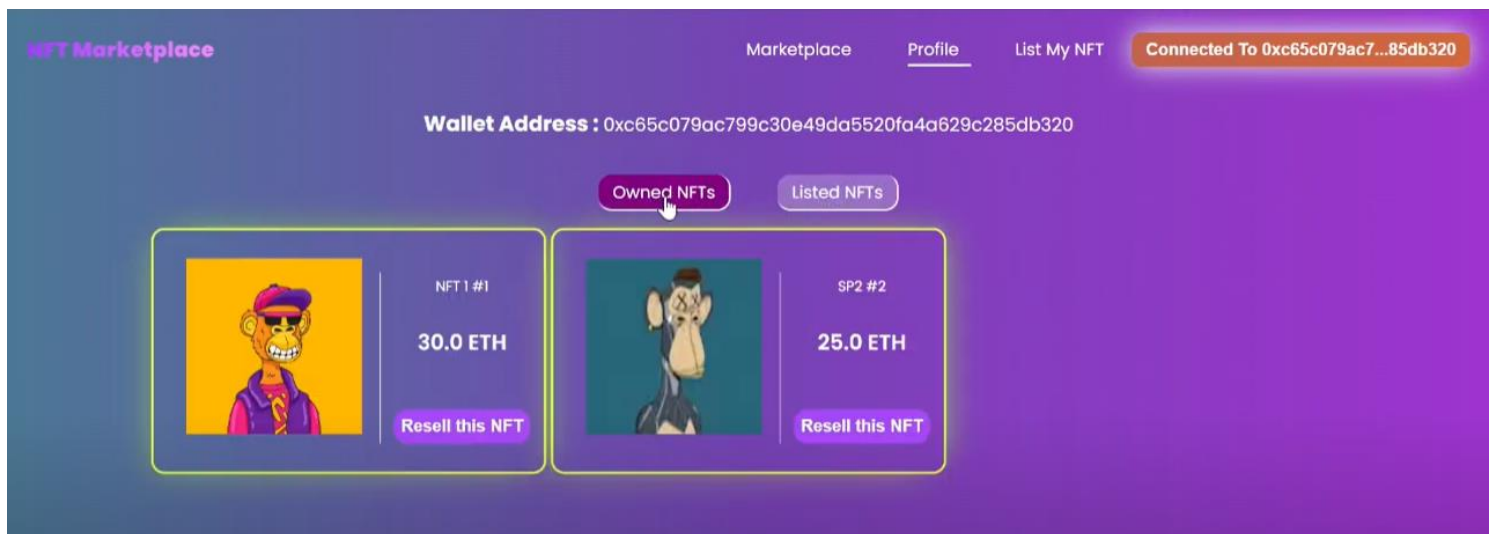 NFT Marketplace
Marketplace Profile List My NFT Connected To 0xc65c079ac7...85db320
Wallet Address : 0xc65c079ac799c30e49da5520fa4a629c285db320
Owned NFTs Listed NFTs
NFT 1 #1
30.0 ETH
Resell this NFT
SP2 #2
25.0 ETH
Resell this NFT